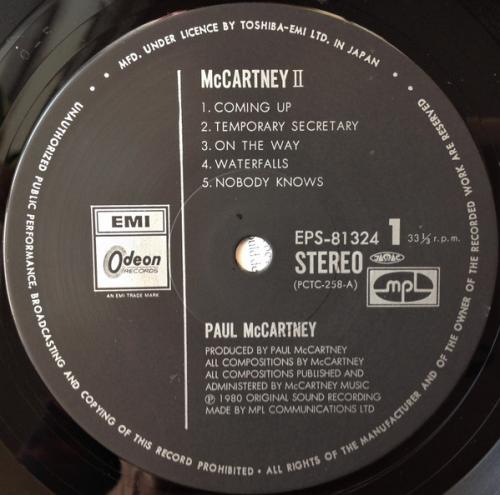 MFD. UNDER LICENCE BY TOSHIBA-EMI LTD. IN JAPAN •
UNAUTHORIZED PUBLIC PERFORMANCE, BROADCASTING AND COPYING OF THIS RECORD PROHIBITED • ALL RIGHTS OF THE MANUFACTURER AND OF THE OWNER OF THE RECORDED WORK ARE RESERVED •
McCARTNEY II
1. COMING UP
2. TEMPORARY SECRETARY
3. ON THE WAY
4. WATERFALLS
5. NOBODY KNOWS
EMI
Odeon
RECORDS
AN EMI TRADE MARK
EPS-81324 1 33⅓ r.p.m.
STEREO
(PCTC-258-A)
JASRAC
mpl
PAUL McCARTNEY
PRODUCED BY PAUL McCARTNEY
ALL COMPOSITIONS BY McCARTNEY
ALL COMPOSITIONS PUBLISHED AND
ADMINISTERED BY McCARTNEY MUSIC
℗ 1980 ORIGINAL SOUND RECORDING
MADE BY MPL COMMUNICATIONS LTD